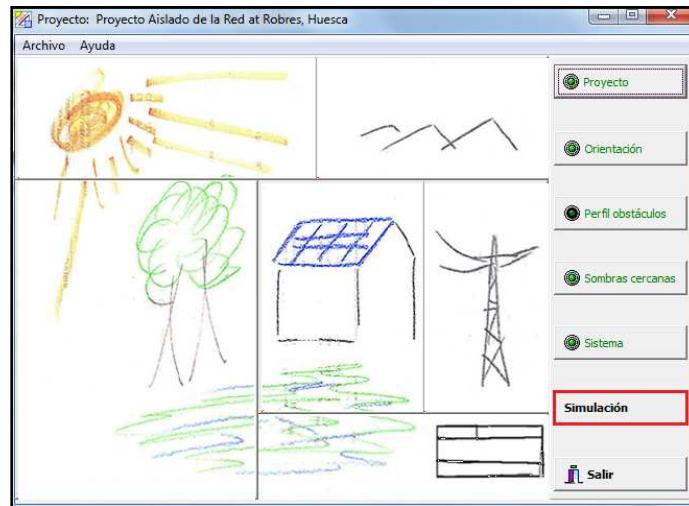 Proyecto: Proyecto Aislado de la Red at Robres, Huesca
Archivo Ayuda
Proyecto
Orientación
Perfil obstáculos
Sombras cercanas
Sistema
Simulación
Salir